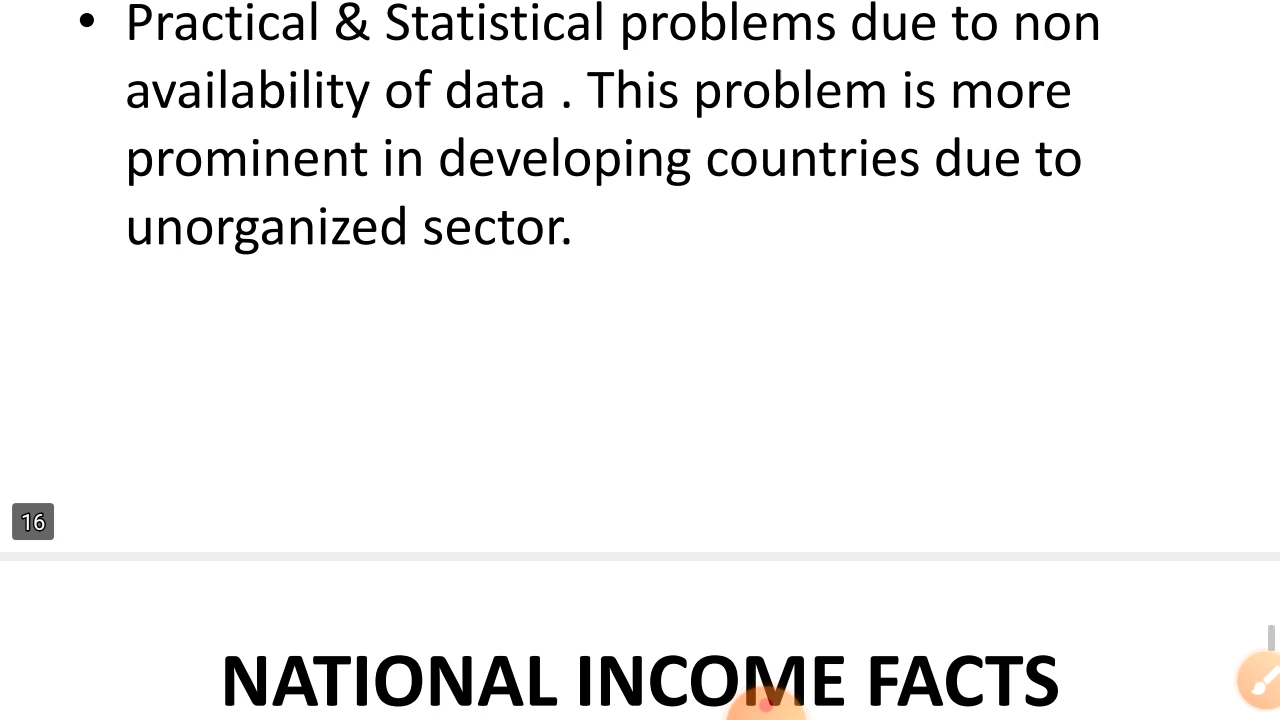 • Practical & Statistical problems due to non
availability of data . This problem is more
prominent in developing countries due to
unorganized sector.
16
NATIONAL INCOME FACTS